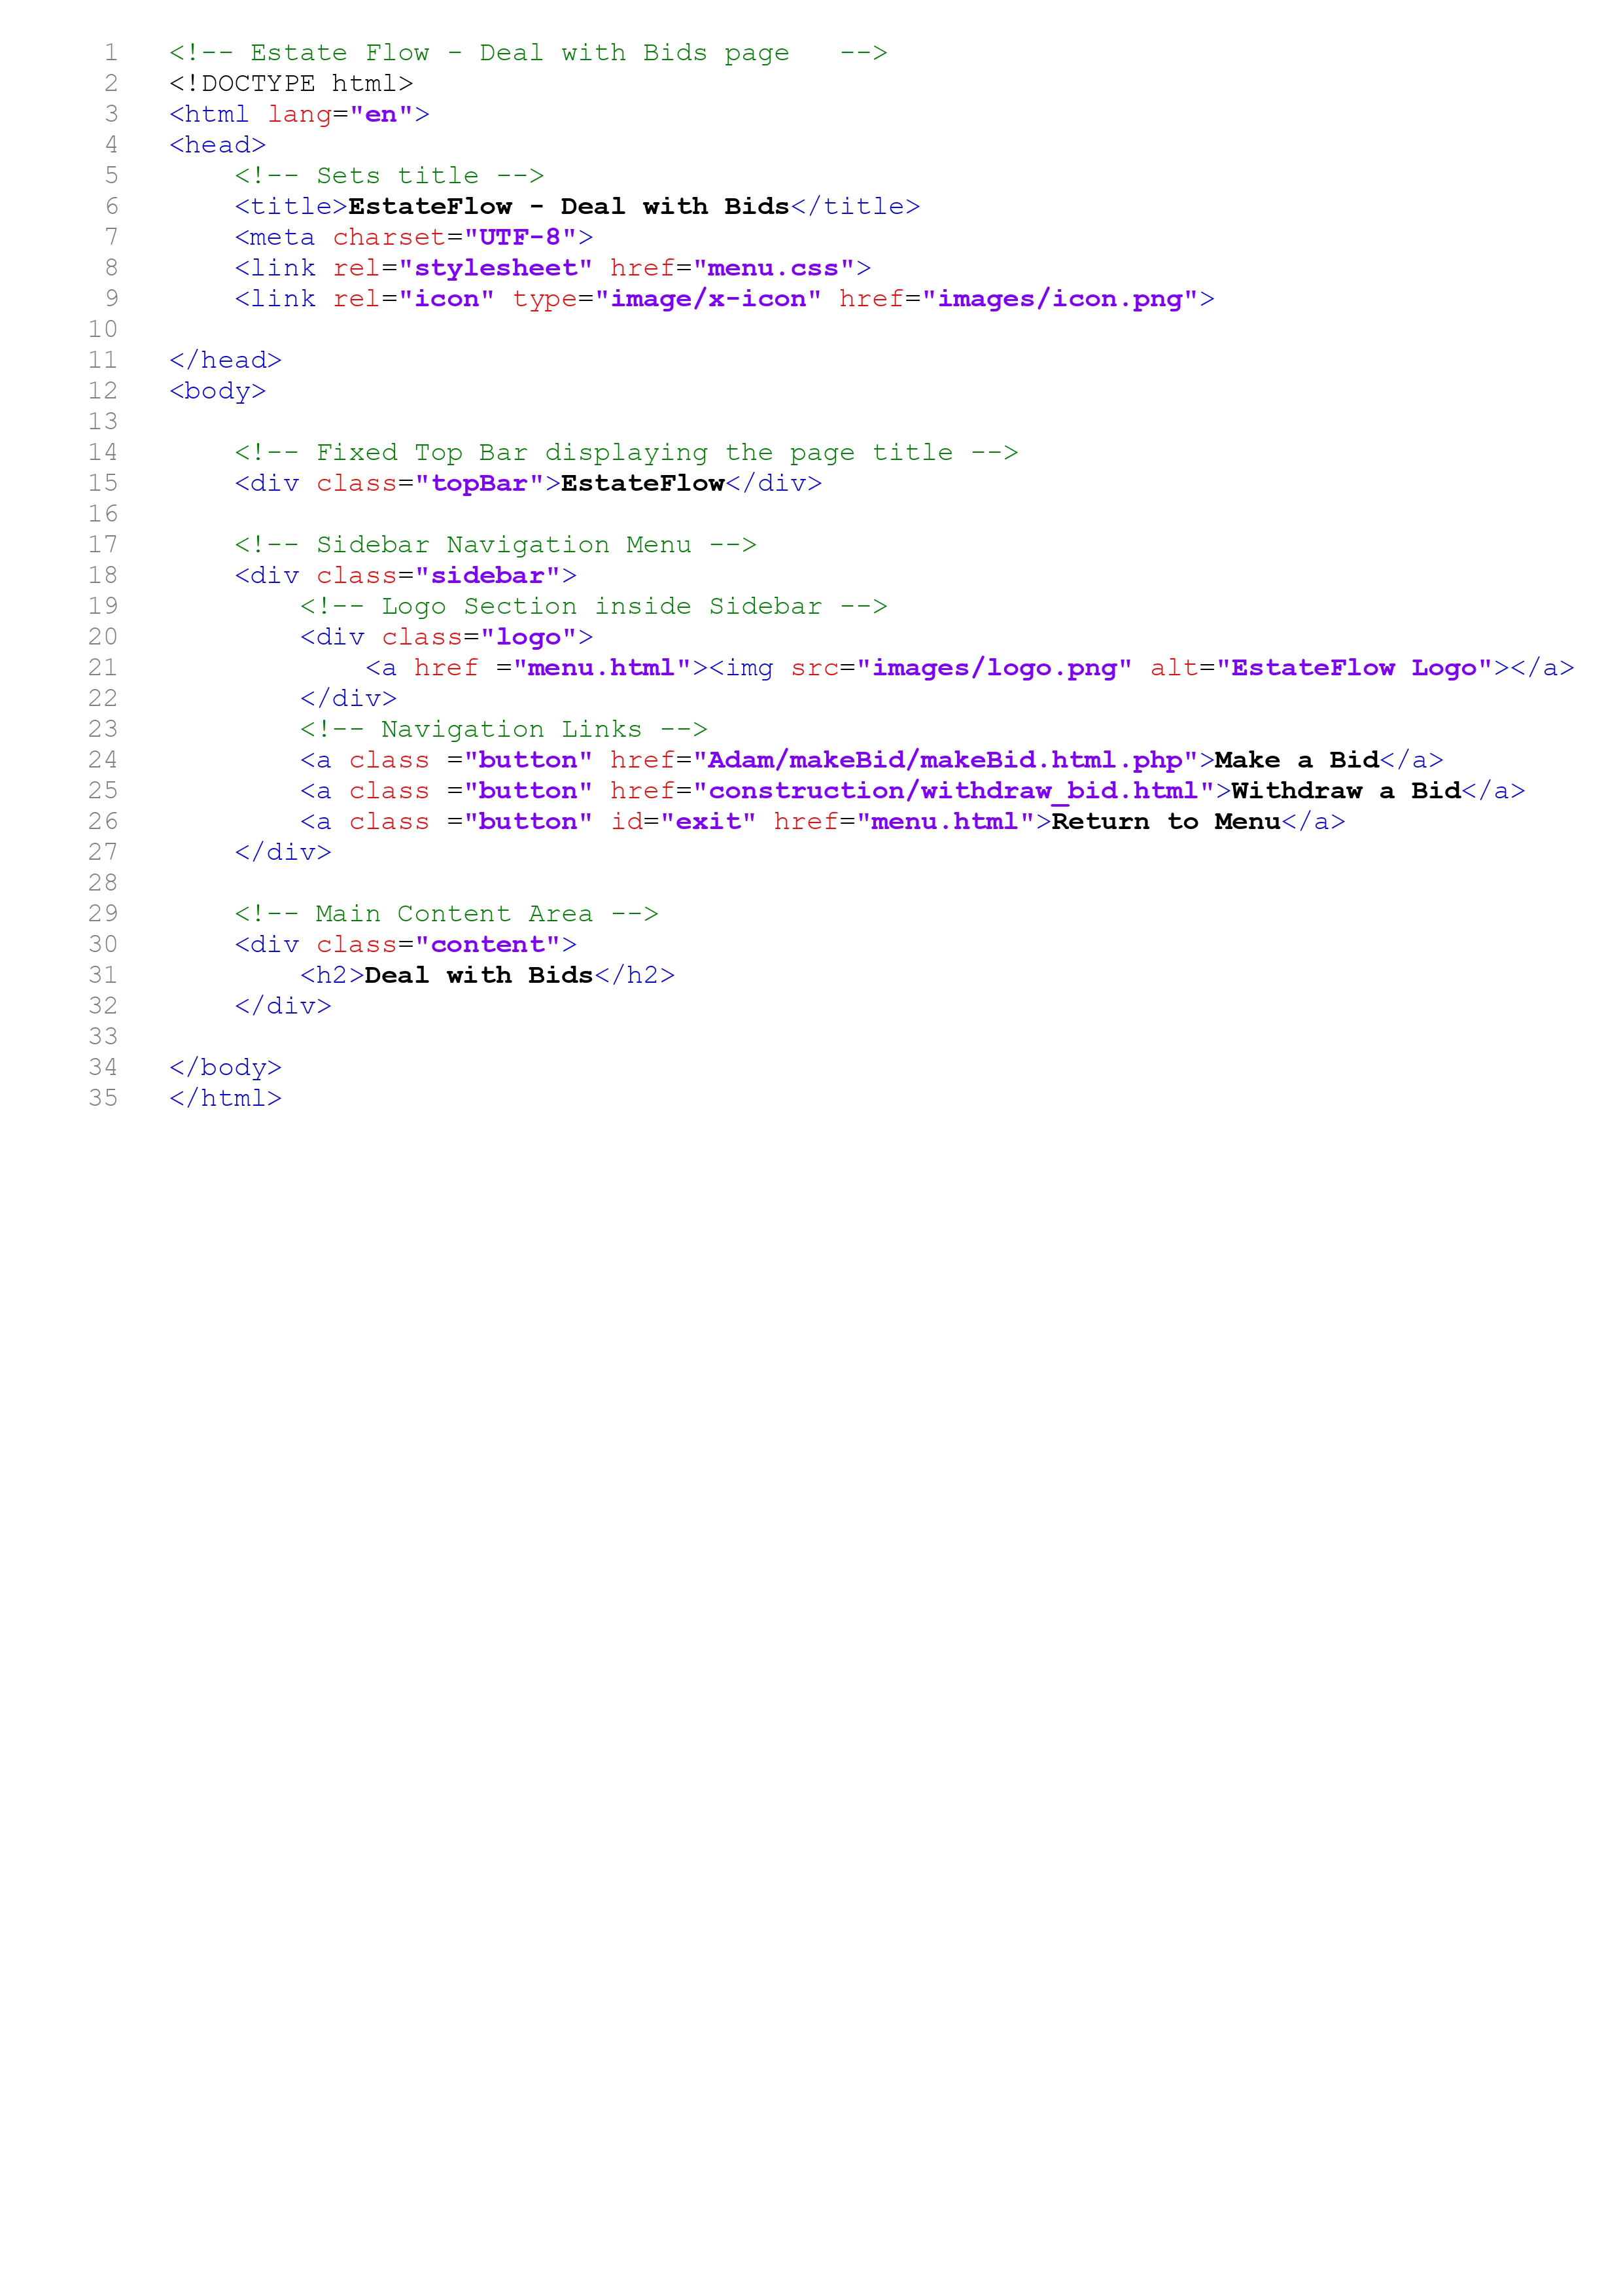 1 <!-- Estate Flow - Deal with Bids page   -->
2 <!DOCTYPE html>
3 <html lang="en">
4 <head>
5     <!-- Sets title -->
6     <title>EstateFlow - Deal with Bids</title>
7     <meta charset="UTF-8">
8     <link rel="stylesheet" href="menu.css">
9     <link rel="icon" type="image/x-icon" href="images/icon.png">
10
11 </head>
12 <body>
13
14     <!-- Fixed Top Bar displaying the page title -->
15     <div class="topBar">EstateFlow</div>
16
17     <!-- Sidebar Navigation Menu -->
18     <div class="sidebar">
19         <!-- Logo Section inside Sidebar -->
20         <div class="logo">
21             <a href ="menu.html"><img src="images/logo.png" alt="EstateFlow Logo"></a>
22         </div>
23         <!-- Navigation Links -->
24         <a class ="button" href="Adam/makeBid/makeBid.html.php">Make a Bid</a>
25         <a class ="button" href="construction/withdraw_bid.html">Withdraw a Bid</a>
26         <a class ="button" id="exit" href="menu.html">Return to Menu</a>
27     </div>
28
29     <!-- Main Content Area -->
30     <div class="content">
31         <h2>Deal with Bids</h2>
32     </div>
33
34 </body>
35 </html>